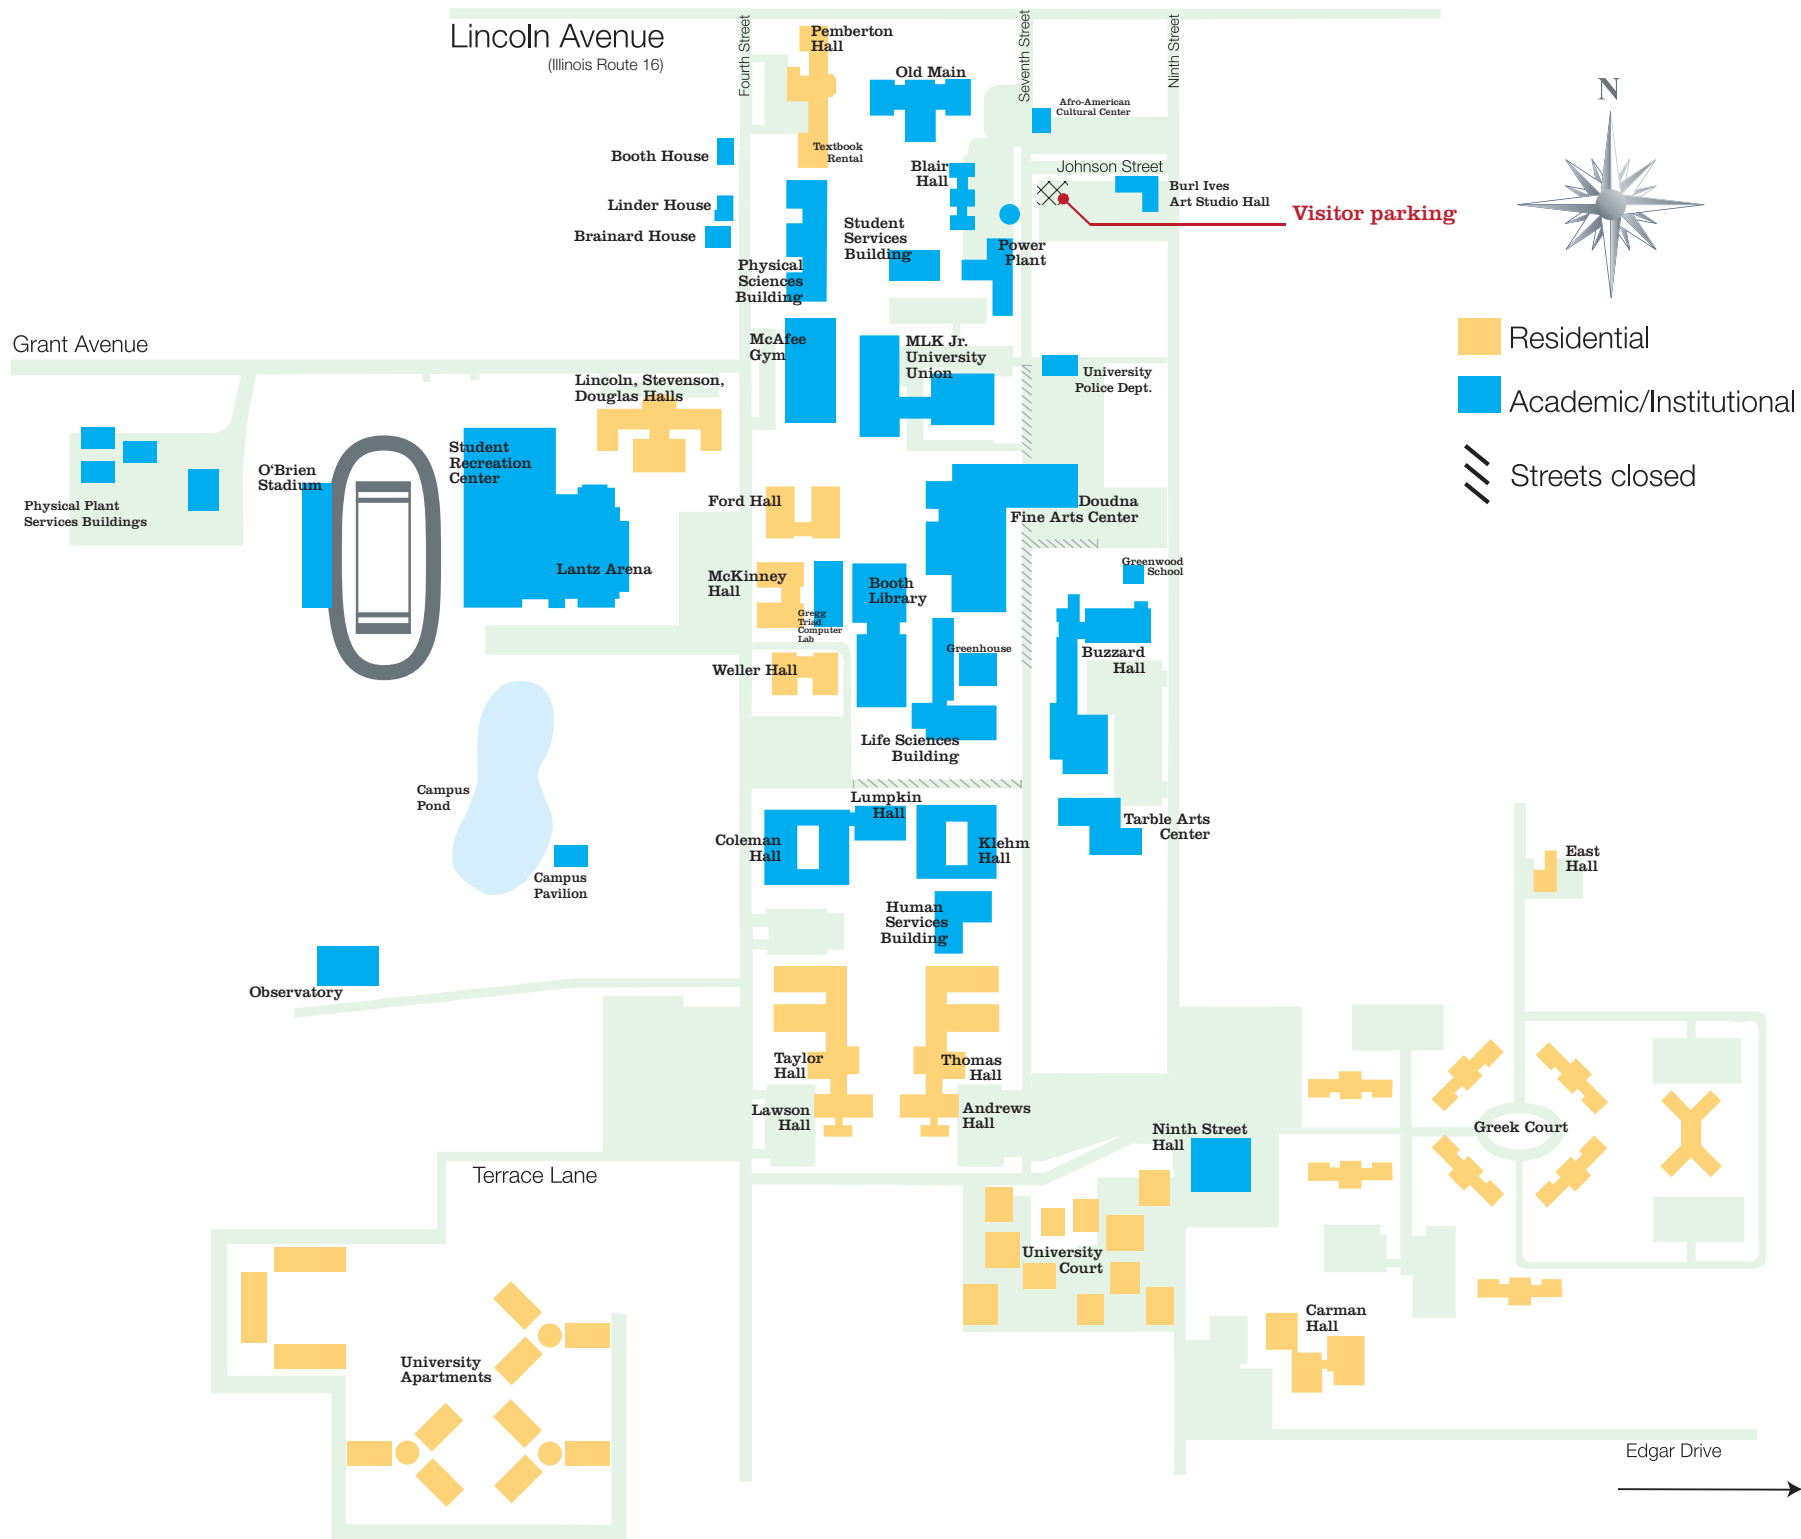 Lincoln Avenue
(Illinois Route 16)
Fourth Street
Seventh Street
Ninth Street
Pemberton
Hall
Old Main
Afro-American
Cultural Center
N
Booth House
Textbook
Rental
Blair
Hall
Johnson Street
Burl Ives
Art Studio Hall
Visitor parking
Linder House
Brainard House
Student
Services
Building
Power
Plant
Physical
Sciences
Building
Grant Avenue
McAfee
Gym
MLK Jr.
University
Union
University
Police Dept.
Residential
Academic/Institutional
Streets closed
Lincoln, Stevenson,
Douglas Halls
O'Brien
Stadium
Student
Recreation
Center
Physical Plant
Services Buildings
Ford Hall
Doudna
Fine Arts Center
Lantz Arena
McKinney
Hall
Gregg
Triad
Computer
Lab
Booth
Library
Greenwood
School
Greenhouse
Buzzard
Hall
Weller Hall
Life Sciences
Building
Campus
Pond
Lumpkin
Hall
Coleman
Hall
Klehm
Hall
Tarble Arts
Center
East
Hall
Campus
Pavilion
Human
Services
Building
Observatory
Taylor
Hall
Thomas
Hall
Lawson
Hall
Andrews
Hall
Ninth Street
Hall
Greek Court
Terrace Lane
University
Court
Carman
Hall
University
Apartments
Edgar Drive